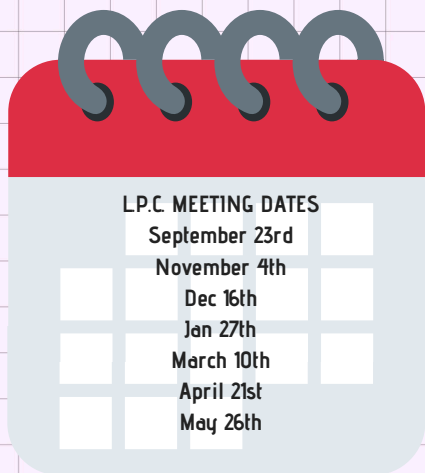 L.P.C. MEETING DATES
September 23rd
November 4th
Dec 16th
Jan 27th
March 10th
April 21st
May 26th